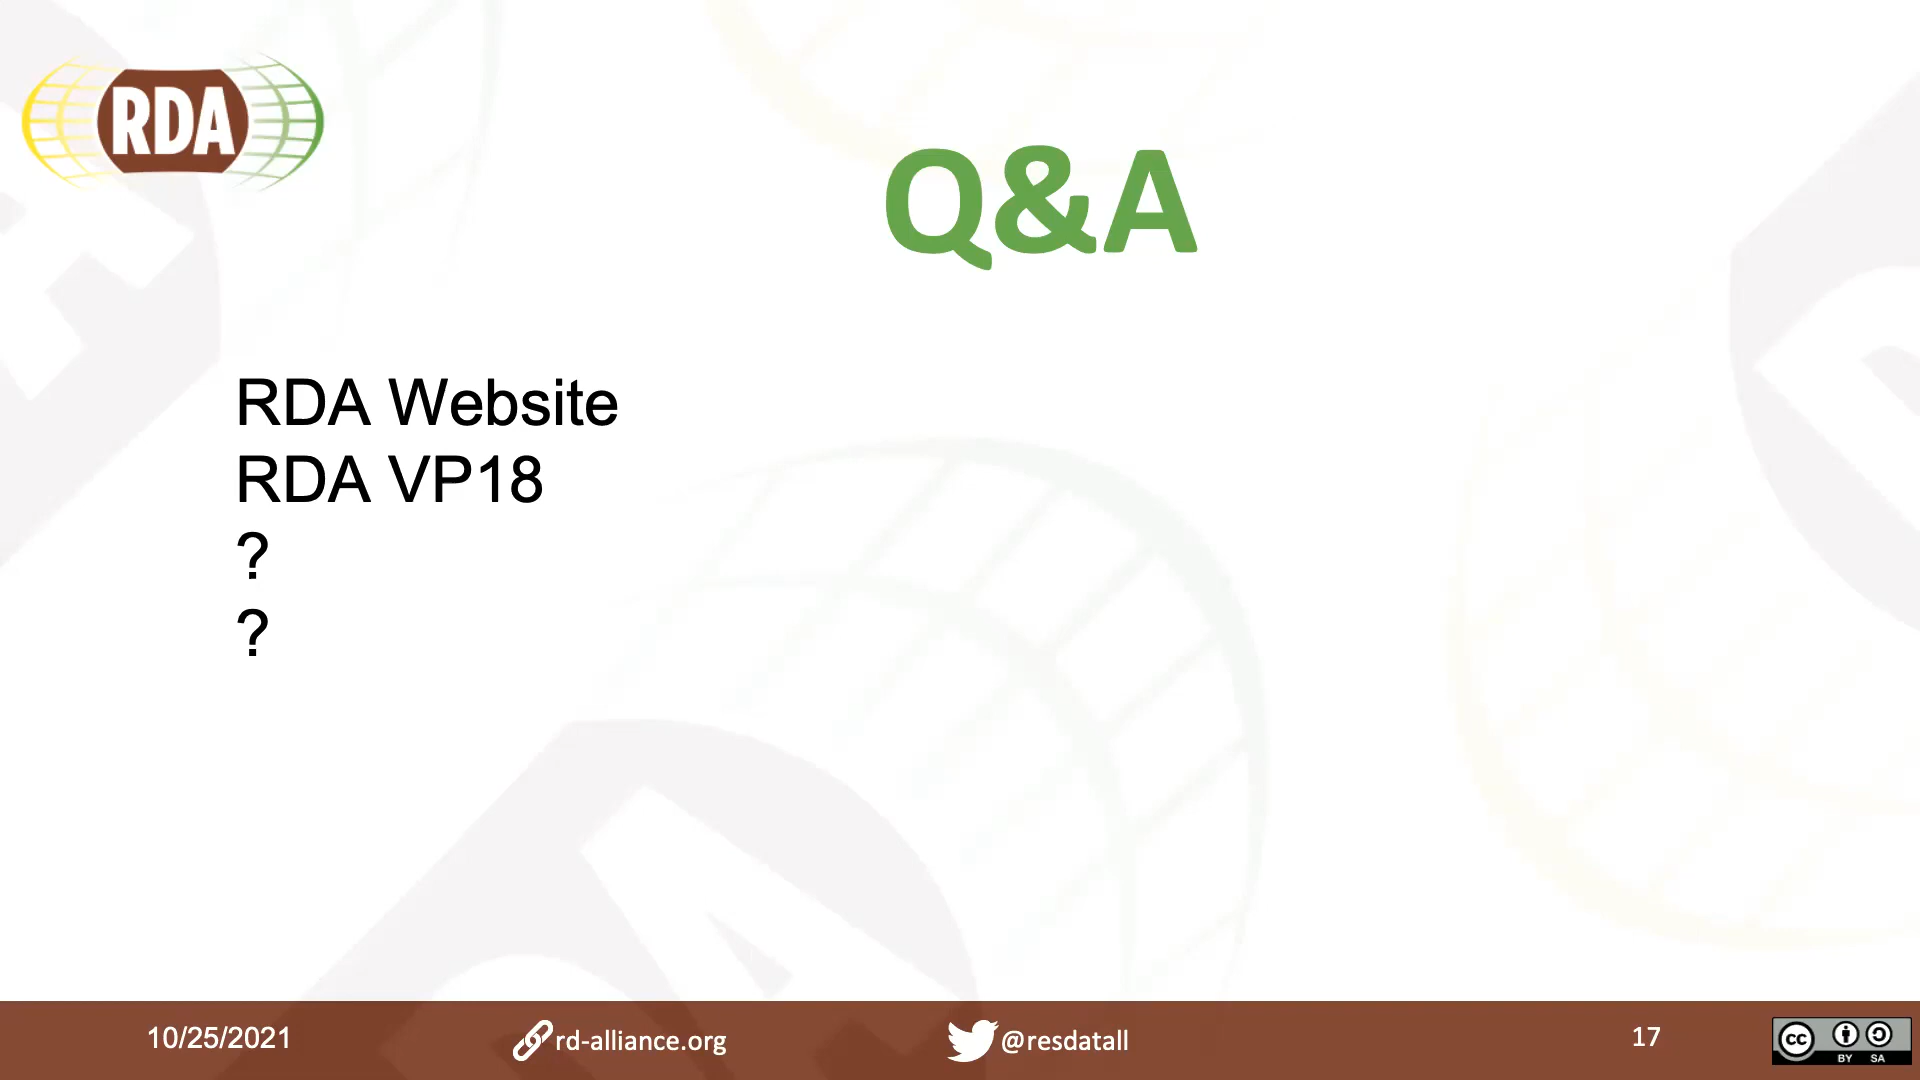 RDA
Q&A
RDA Website
RDA VP18
?
?
10/25/2021
rd-alliance.org
@resdatall
17
cc
BY SA